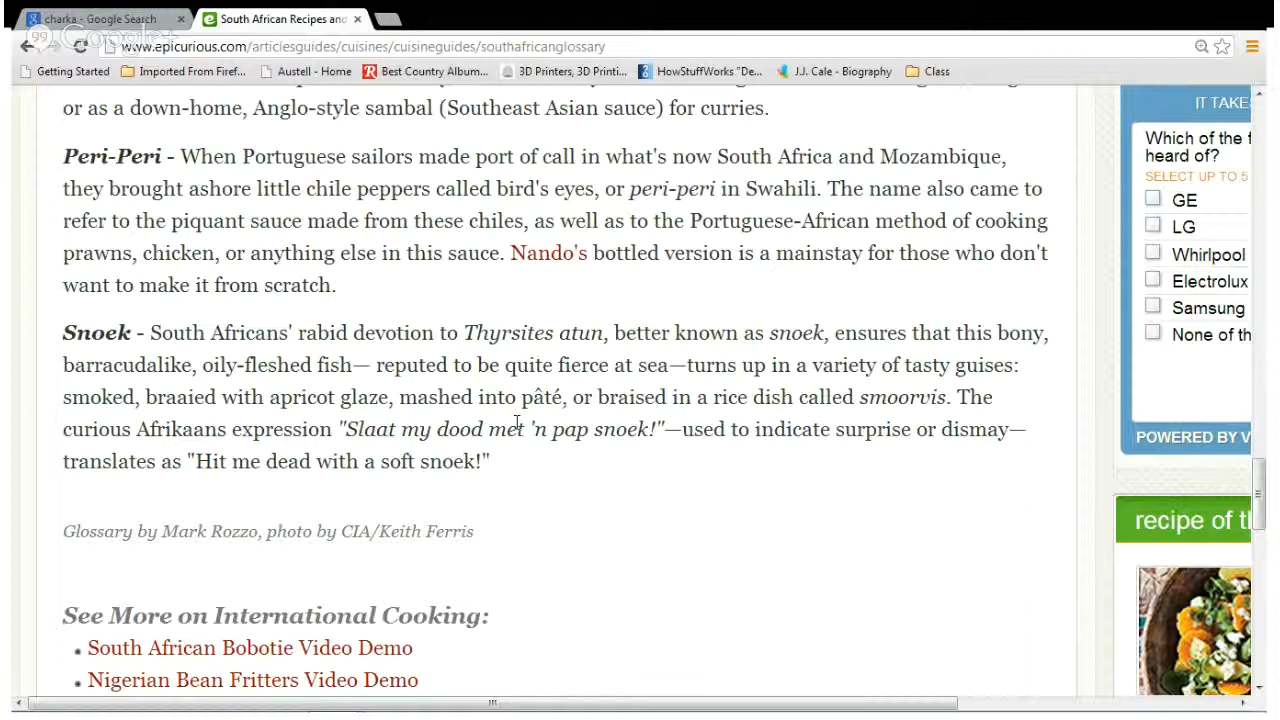 charka - Google Search
South African Recipes and
Google+
www.epicurious.com/articlesguides/cuisines/cuisineguides/southafricanglossary
Getting Started Imported From Firef... Austell - Home Best Country Album... 3D Printers, 3D Printi... HowStuffWorks "De... J.J. Cale - Biography Class
or as a down-home, Anglo-style sambal (Southeast Asian sauce) for curries.
Peri-Peri - When Portuguese sailors made port of call in what's now South Africa and Mozambique,
they brought ashore little chile peppers called bird's eyes, or peri-peri in Swahili. The name also came to
refer to the piquant sauce made from these chiles, as well as to the Portuguese-African method of cooking
prawns, chicken, or anything else in this sauce. Nando's bottled version is a mainstay for those who don't
want to make it from scratch.
Snoek - South Africans' rabid devotion to Thyrsites atun, better known as snoek, ensures that this bony,
barracudalike, oily-fleshed fish— reputed to be quite fierce at sea—turns up in a variety of tasty guises:
smoked, braaied with apricot glaze, mashed into pâté, or braised in a rice dish called smoorvis. The
curious Afrikaans expression "Slaat my dood met 'n pap snoek!"—used to indicate surprise or dismay—
translates as "Hit me dead with a soft snoek!"
Glossary by Mark Rozzo, photo by CIA/Keith Ferris
See More on International Cooking:
South African Bobotie Video Demo
Nigerian Bean Fritters Video Demo
IT TAKE
Which of the f
heard of?
SELECT UP TO 5
GE
LG
Whirlpool
Electrolux
Samsung
None of th
POWERED BY V
recipe of t